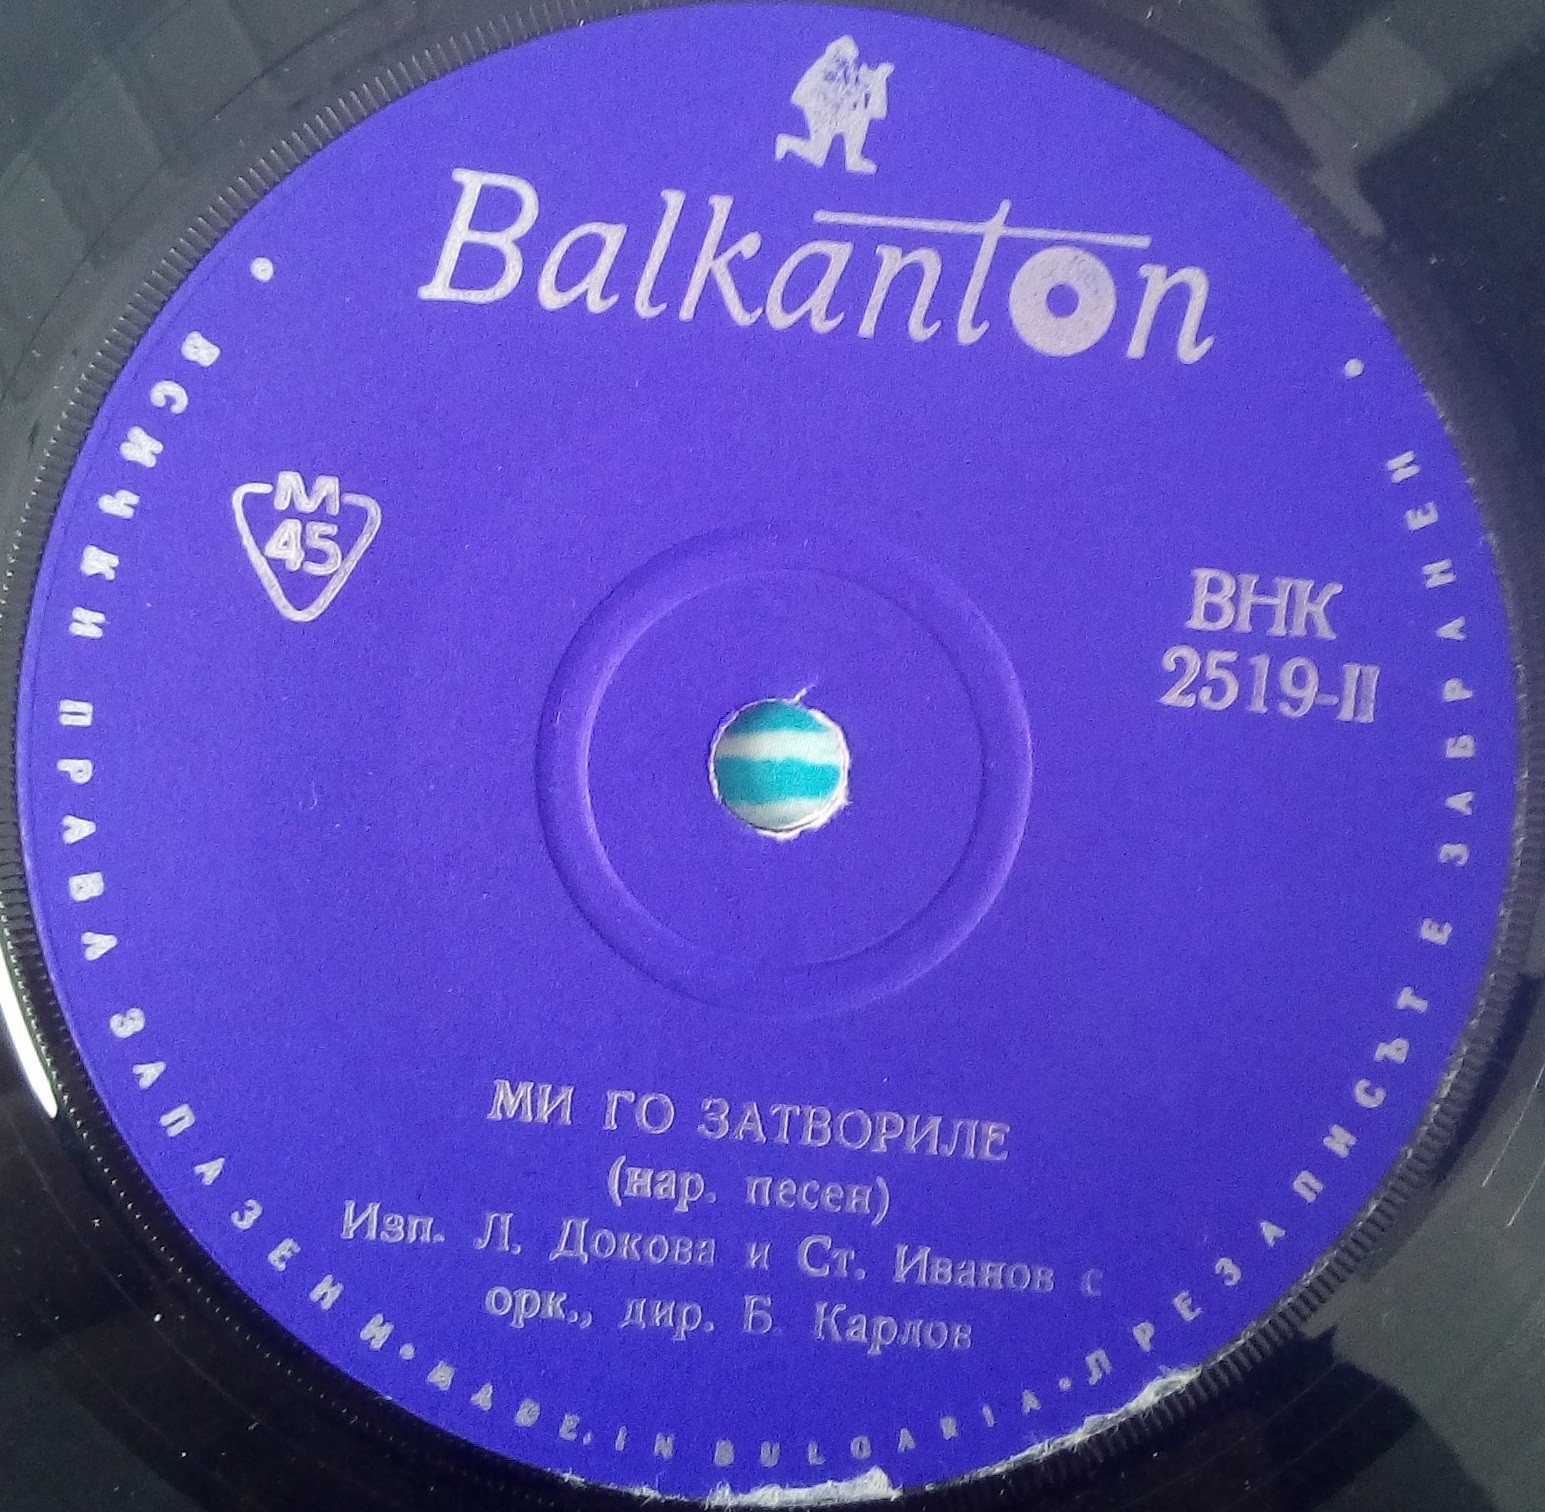 Balkanton
М
45
ВНК
2519-II
МИ ГО ЗАТВОРИЛЕ
(нар. песен)
Изп. Л. Докова и Ст. Иванов с
орк., дир. Б. Карлов
• ВСИЧКИ ПРАВА ЗАПАЗЕНИ • MADE IN BULGARIA • ПРЕЗАПИСЪТ Е ЗАБРАНЕН •